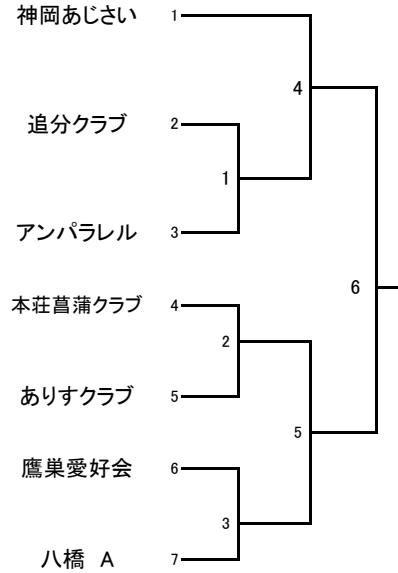 神岡あじさい 1
4
追分クラブ 2
1
アンパラレル 3
6
本荘菖蒲クラブ 4
2
ありすクラブ 5
5
鷹巣愛好会 6
3
八橋 A 7